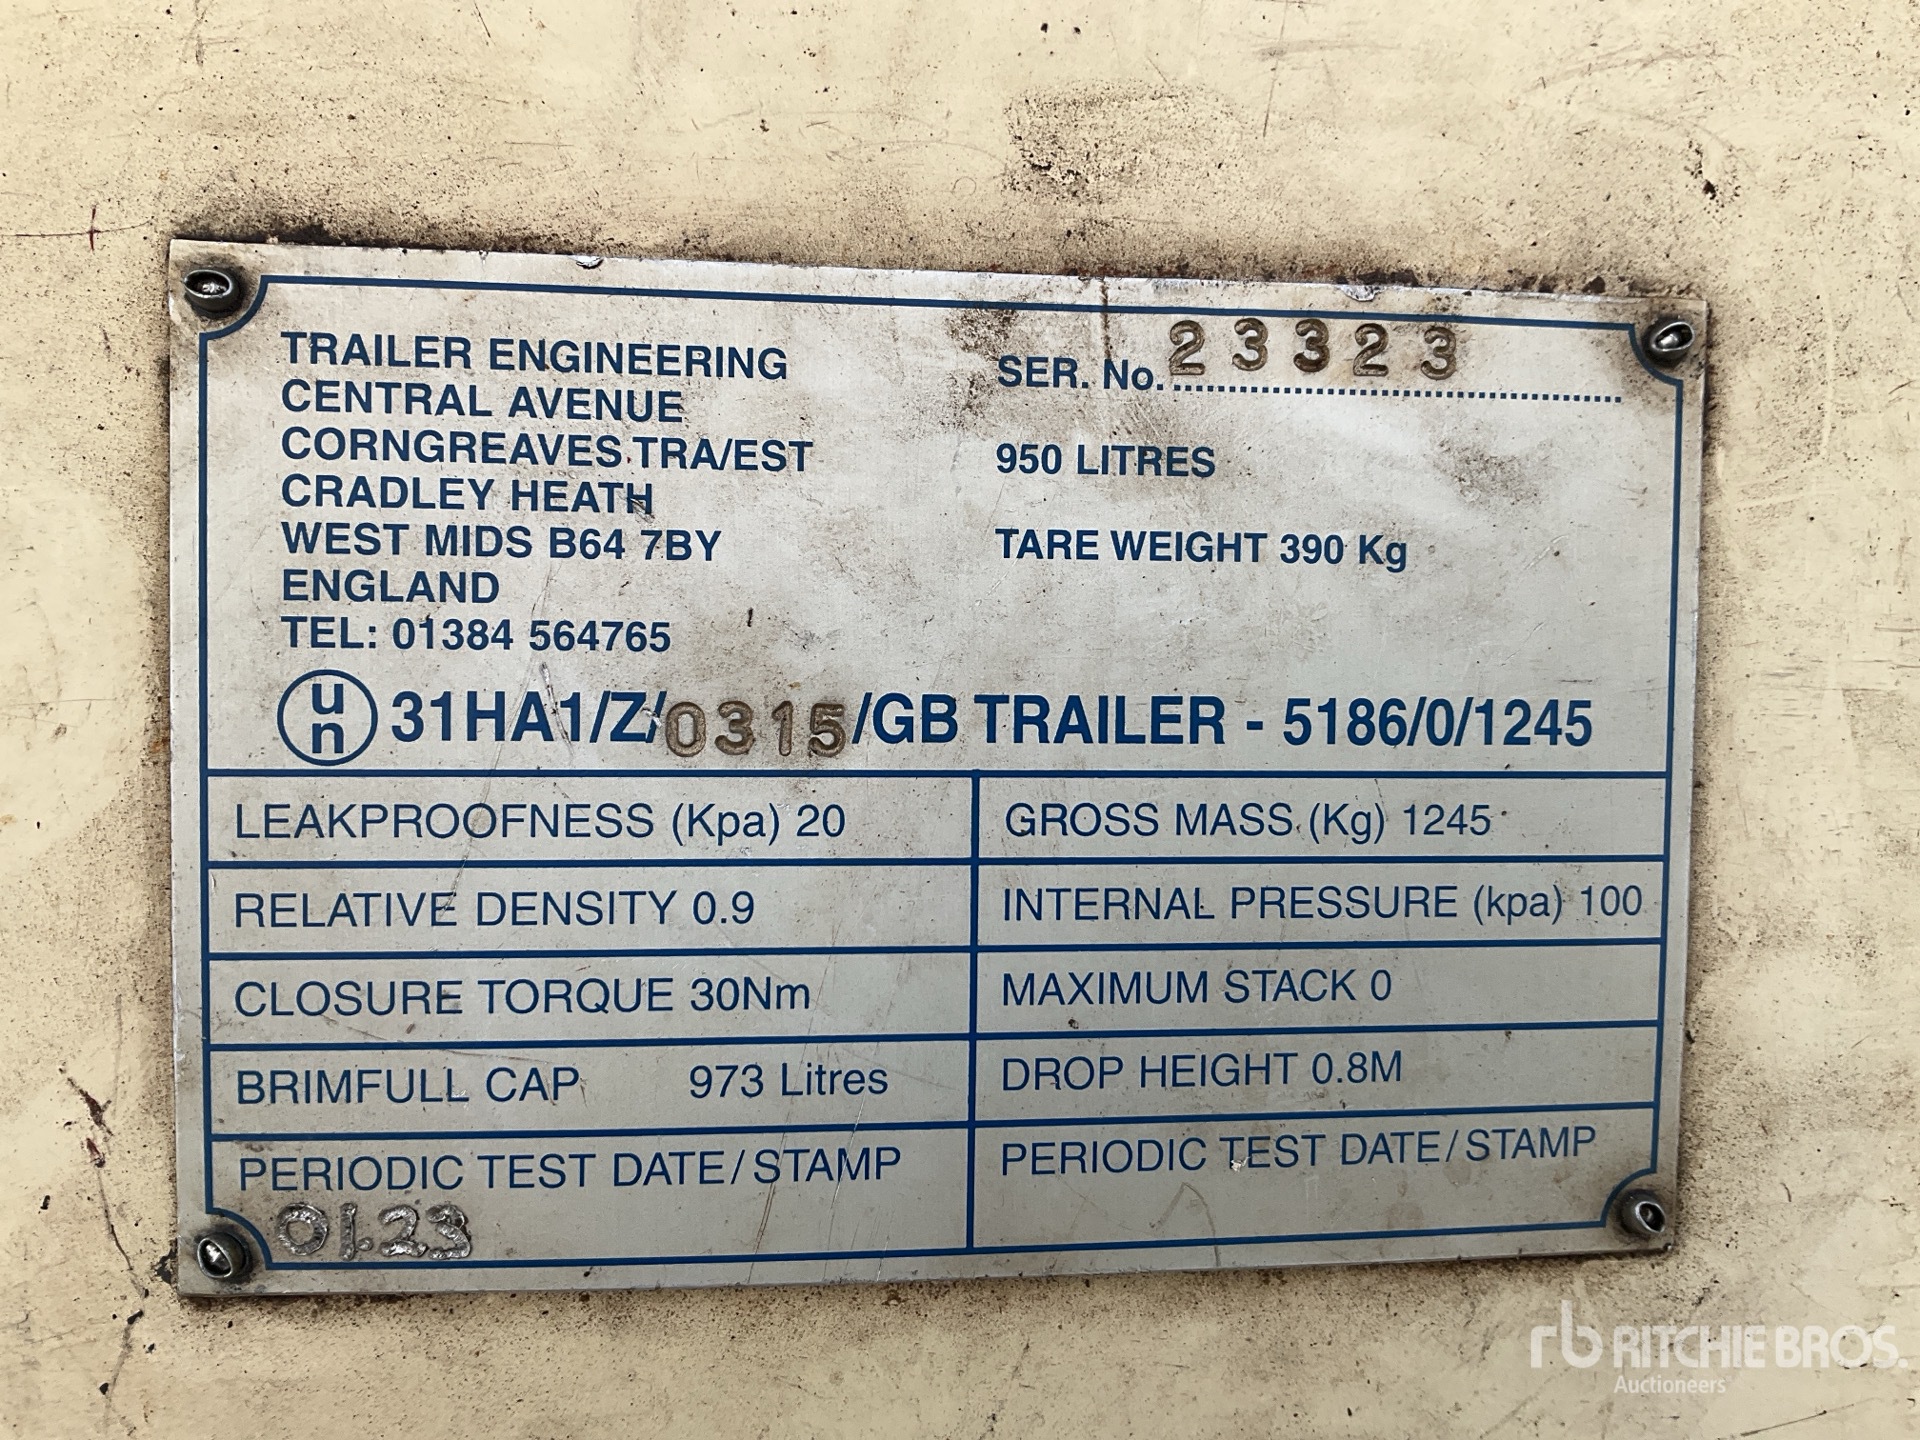 TRAILER ENGINEERING
CENTRAL AVENUE
CORNGREAVES TRA/EST
CRADLEY HEATH
WEST MIDS B64 7BY
ENGLAND
TEL: 01384 564765
SER. No. 23323
950 LITRES
TARE WEIGHT 390 Kg
un 31HA1/Z/0315/GB TRAILER - 5186/0/1245
LEAKPROOFNESS (Kpa) 20
GROSS MASS (Kg) 1245
RELATIVE DENSITY 0.9
INTERNAL PRESSURE (kpa) 100
CLOSURE TORQUE 30Nm
MAXIMUM STACK 0
BRIMFULL CAP 973 Litres
DROP HEIGHT 0.8M
PERIODIC TEST DATE/STAMP
01.23
PERIODIC TEST DATE/STAMP
rb RITCHIE BROS.
Auctioneers